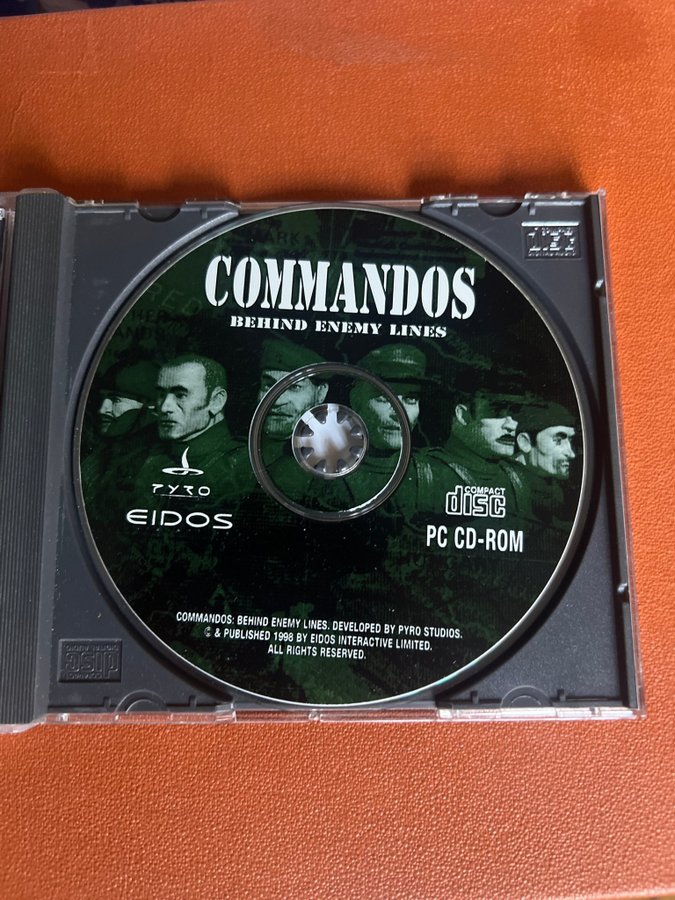 COMMANDOS
BEHIND ENEMY LINES
PYRO
EIDOS
COMPACT
disc
PC CD-ROM
COMMANDOS: BEHIND ENEMY LINES. DEVELOPED BY PYRO STUDIOS.
© & PUBLISHED 1998 BY EIDOS INTERACTIVE LIMITED.
ALL RIGHTS RESERVED.